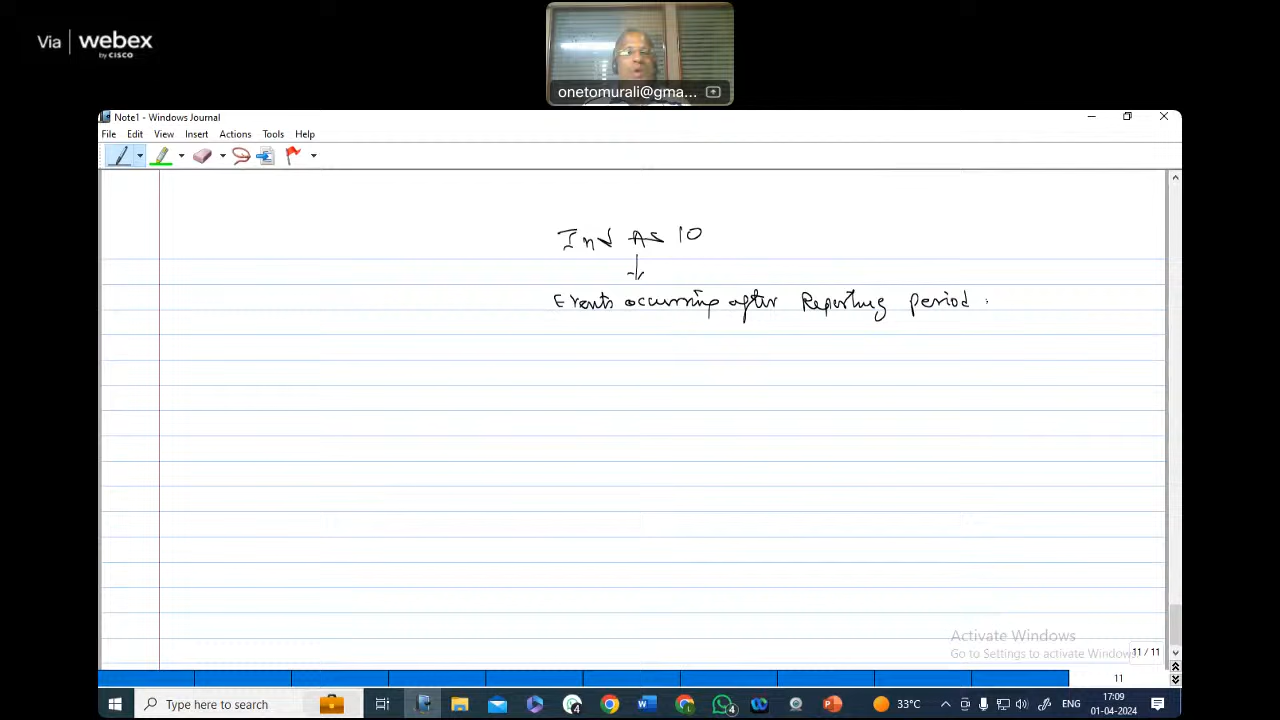 Via webex
by CISCO
onetomurali@gma...
Note1 - Windows Journal
File Edit View Insert Actions Tools Help
Ind AS 10
Events occurring after Reporting period
Activate Windows
Go to Settings to activate Windows.
11 / 11
11
Type here to search
4
4
33°C
ENG
17:09
01-04-2024